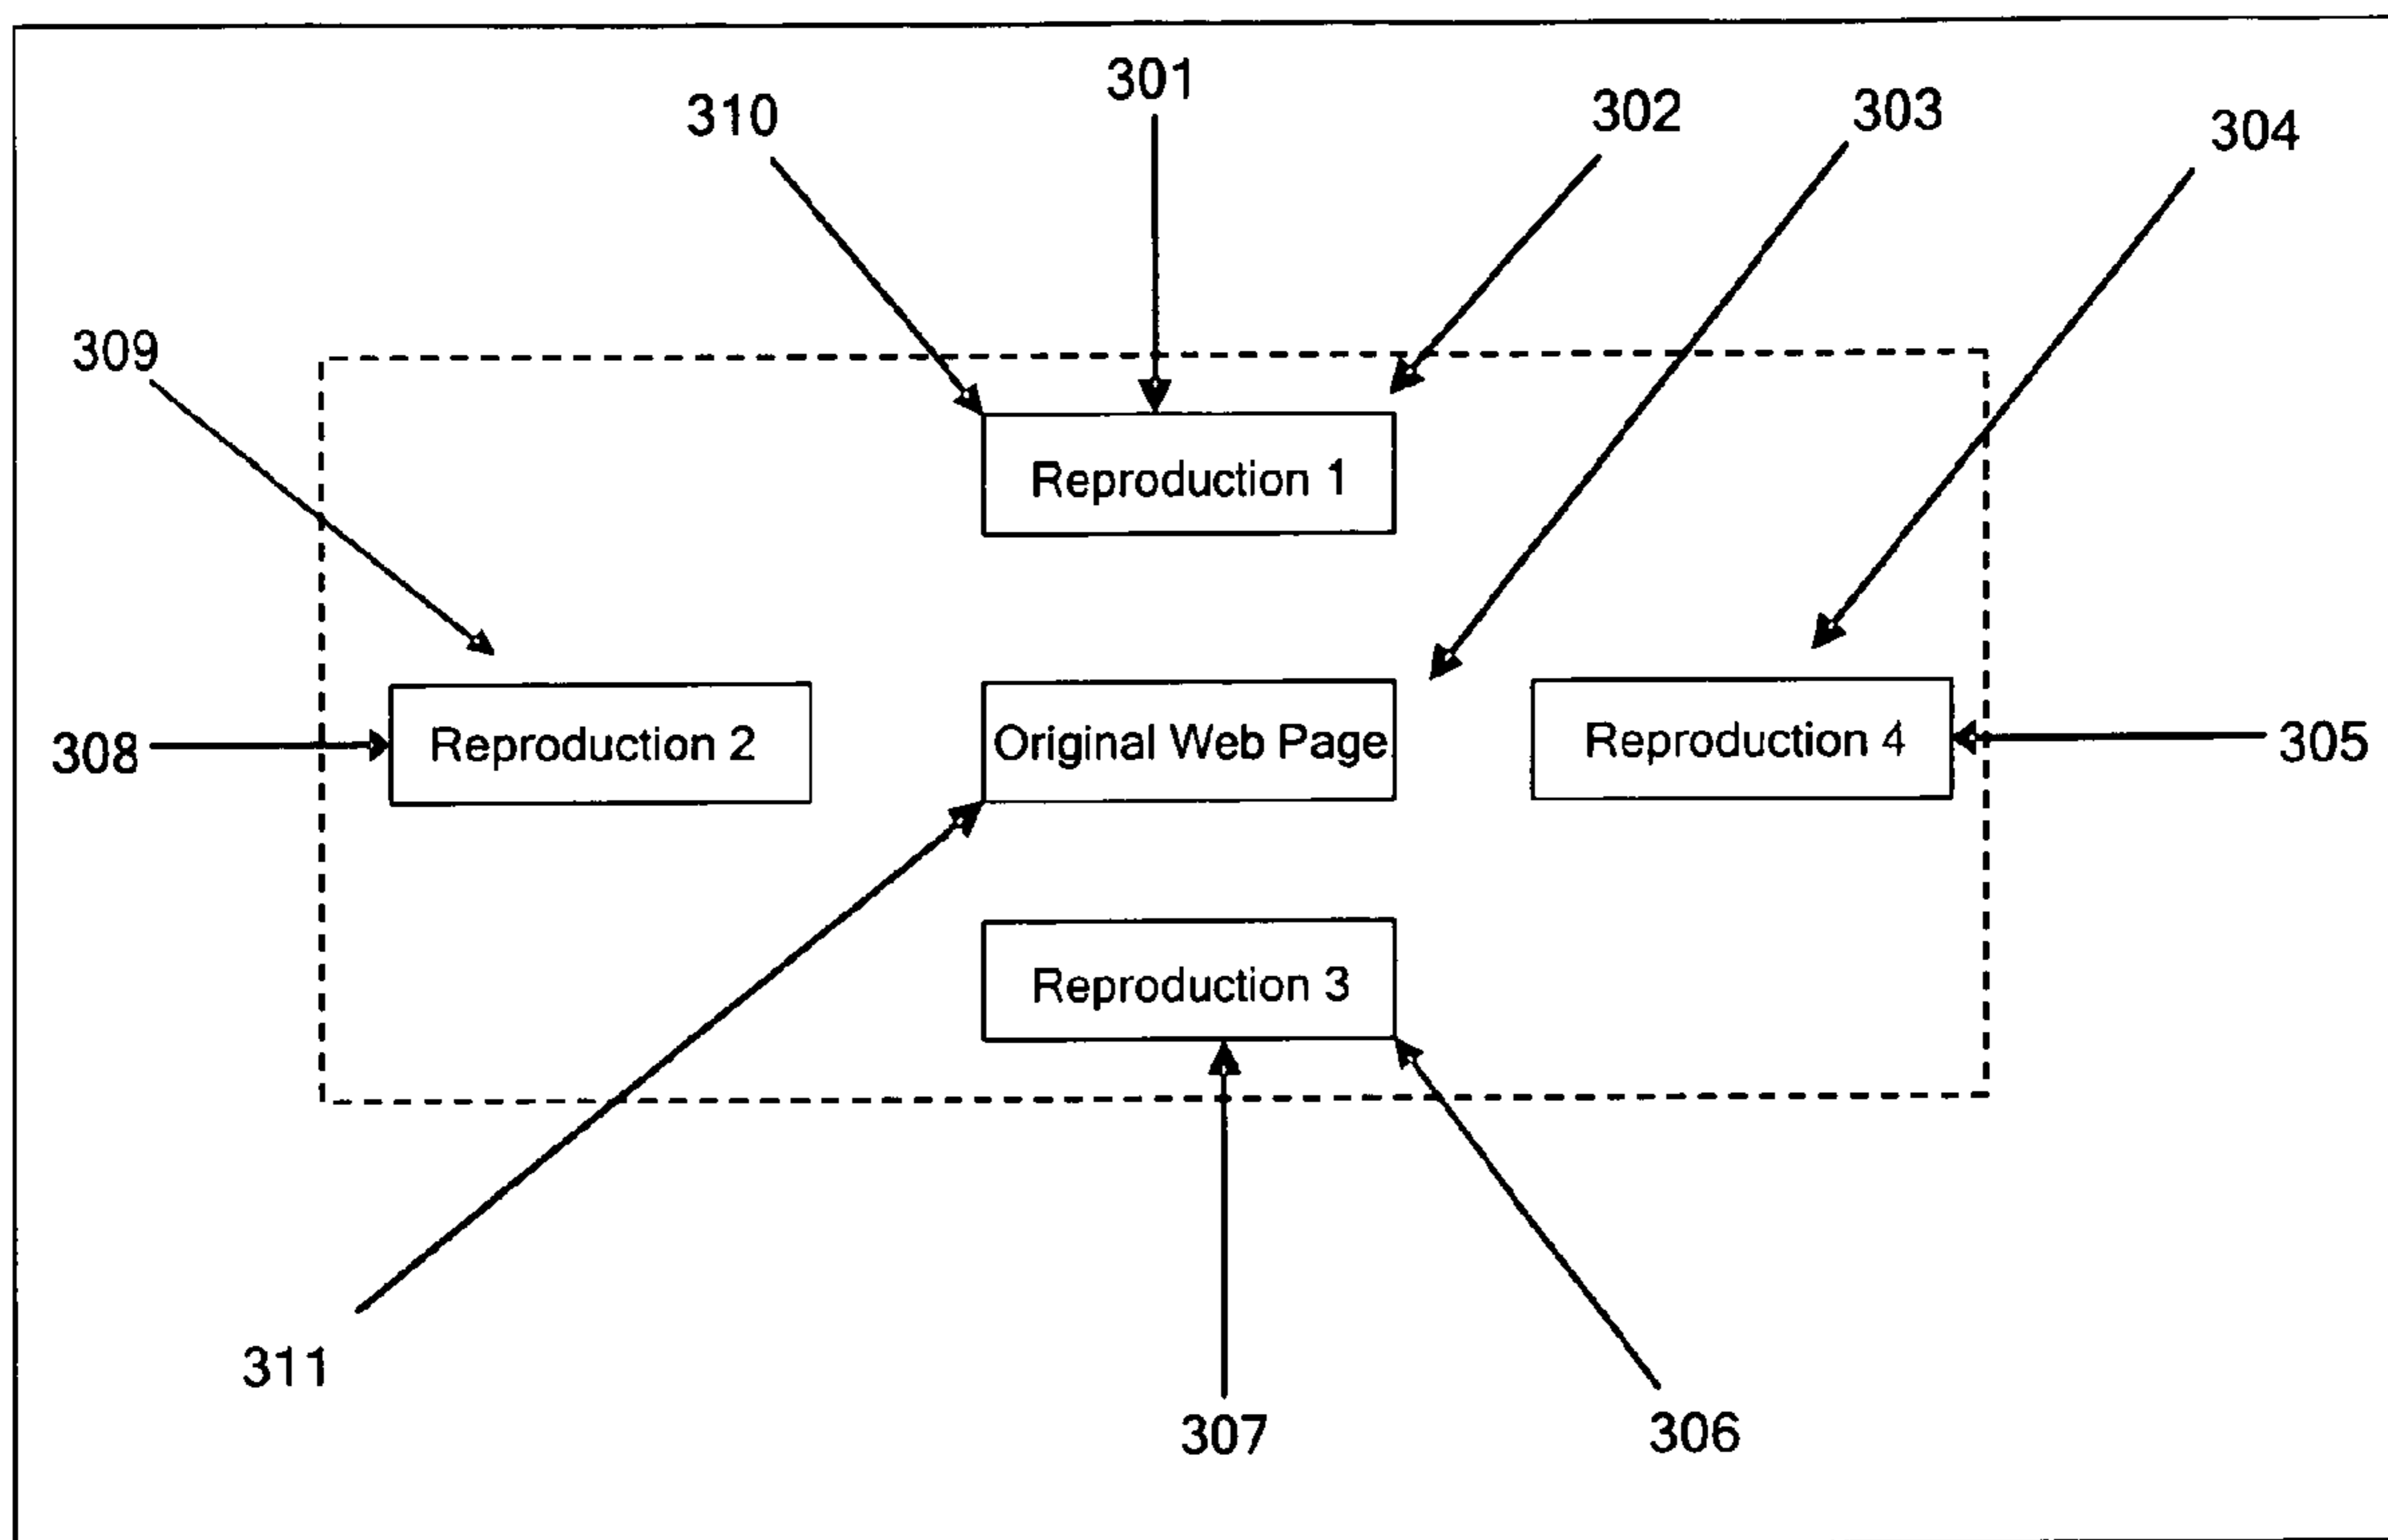 301
310
302
303
304
309
Reproduction 1
308
Reproduction 2
Original Web Page
Reproduction 4
305
Reproduction 3
311
307
306